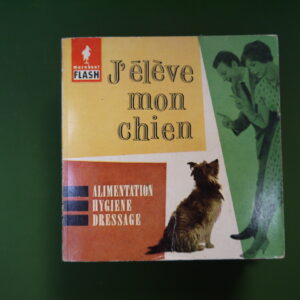 marabout
FLASH
J'élève
mon
chien
ALIMENTATION
HYGIENE
DRESSAGE